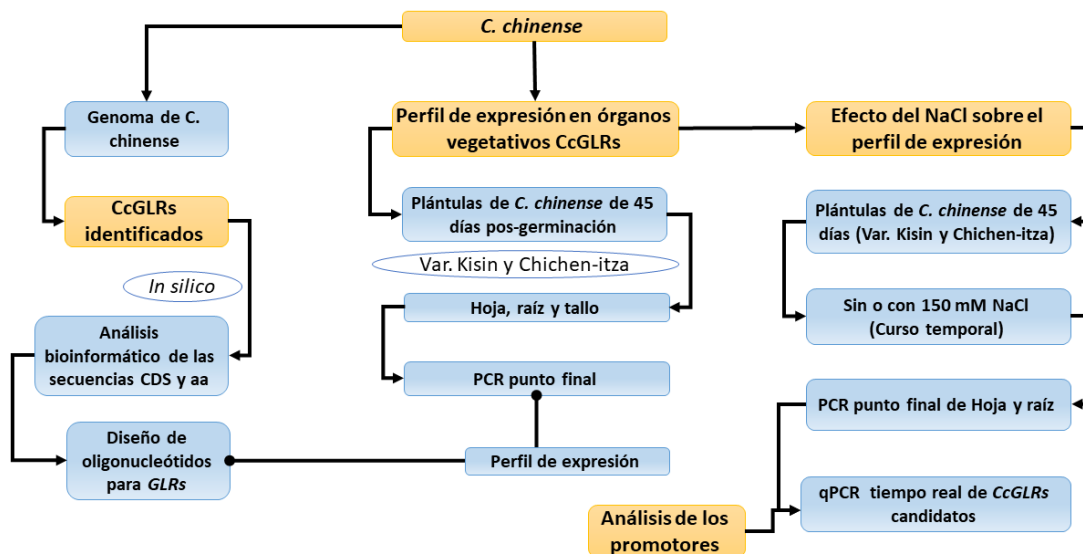 C. chinense
Genoma de C.
chinense
CcGLRs
identificados
In silico
Análisis
bioinformático de las
secuencias CDS y aa
Diseño de
oligonucleótidos
para GLRs
Perfil de expresión en órganos
vegetativos CcGLRs
Plántulas de C. chinense de 45
días pos-germinación
Var. Kisin y Chichen-itza
Hoja, raíz y tallo
PCR punto final
Perfil de expresión
Efecto del NaCl sobre el
perfil de expresión
Plántulas de C. chinense de 45
días (Var. Kisin y Chichen-itza)
Sin o con 150 mM NaCl
(Curso temporal)
PCR punto final de Hoja y raíz
qPCR tiempo real de CcGLRs
candidatos
Análisis de los
promotores